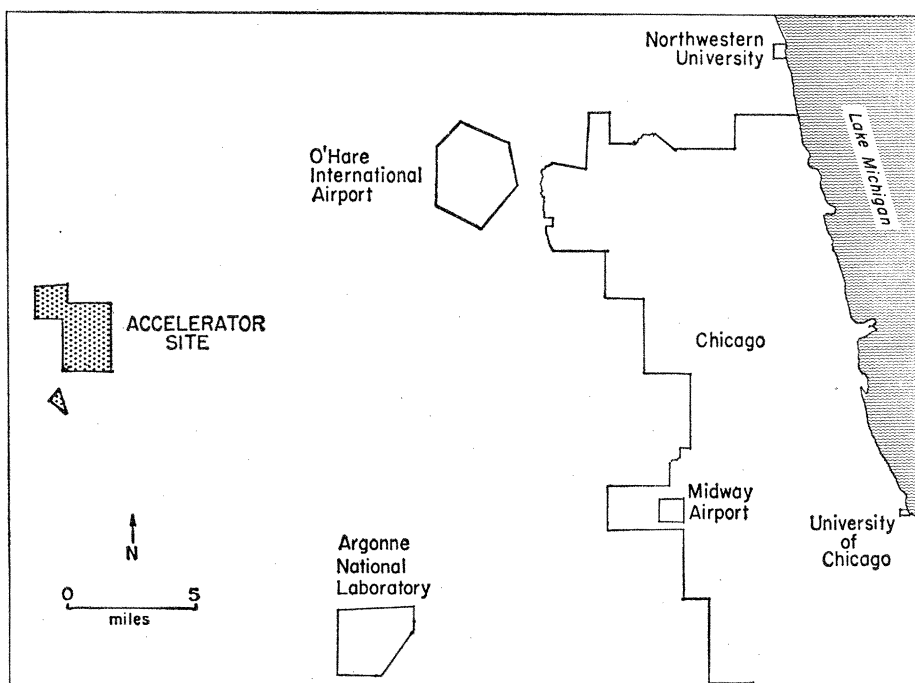 Northwestern
University
Lake Michigan
O'Hare
International
Airport
ACCELERATOR
SITE
Chicago
Midway
Airport
University
of
Chicago
N
Argonne
National
Laboratory
0 5
miles